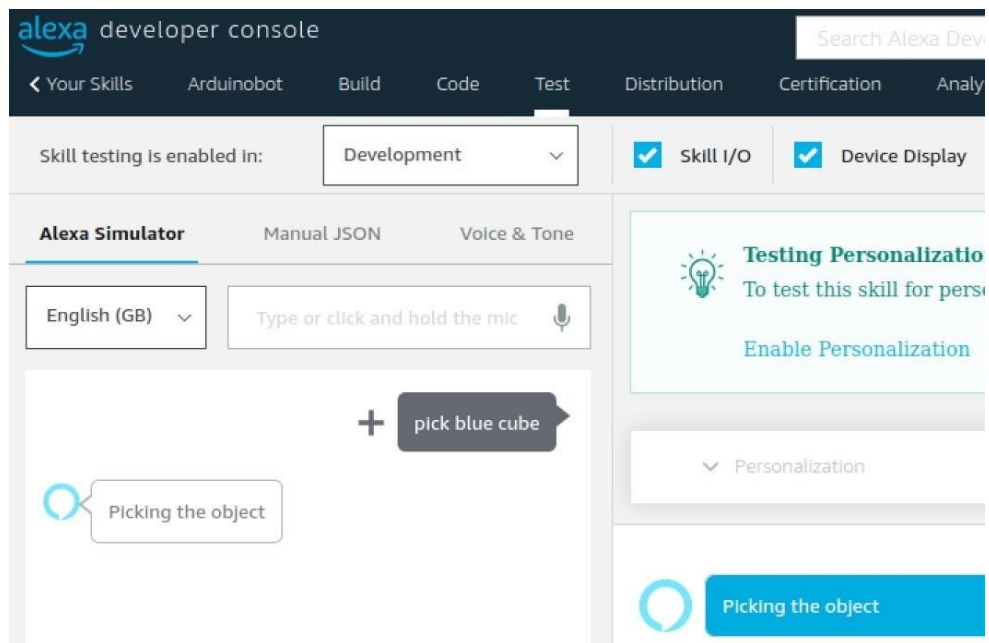 alexa developer console
Search Alexa Dev
Your Skills Arduinobot Build Code Test Distribution Certification Analy
Skill testing is enabled in: Development Skill I/O Device Display
Alexa Simulator Manual JSON Voice & Tone
English (GB) Type or click and hold the mic
pick blue cube
Picking the object
Testing Personalizatio
To test this skill for pers
Enable Personalization
Personalization
Picking the object